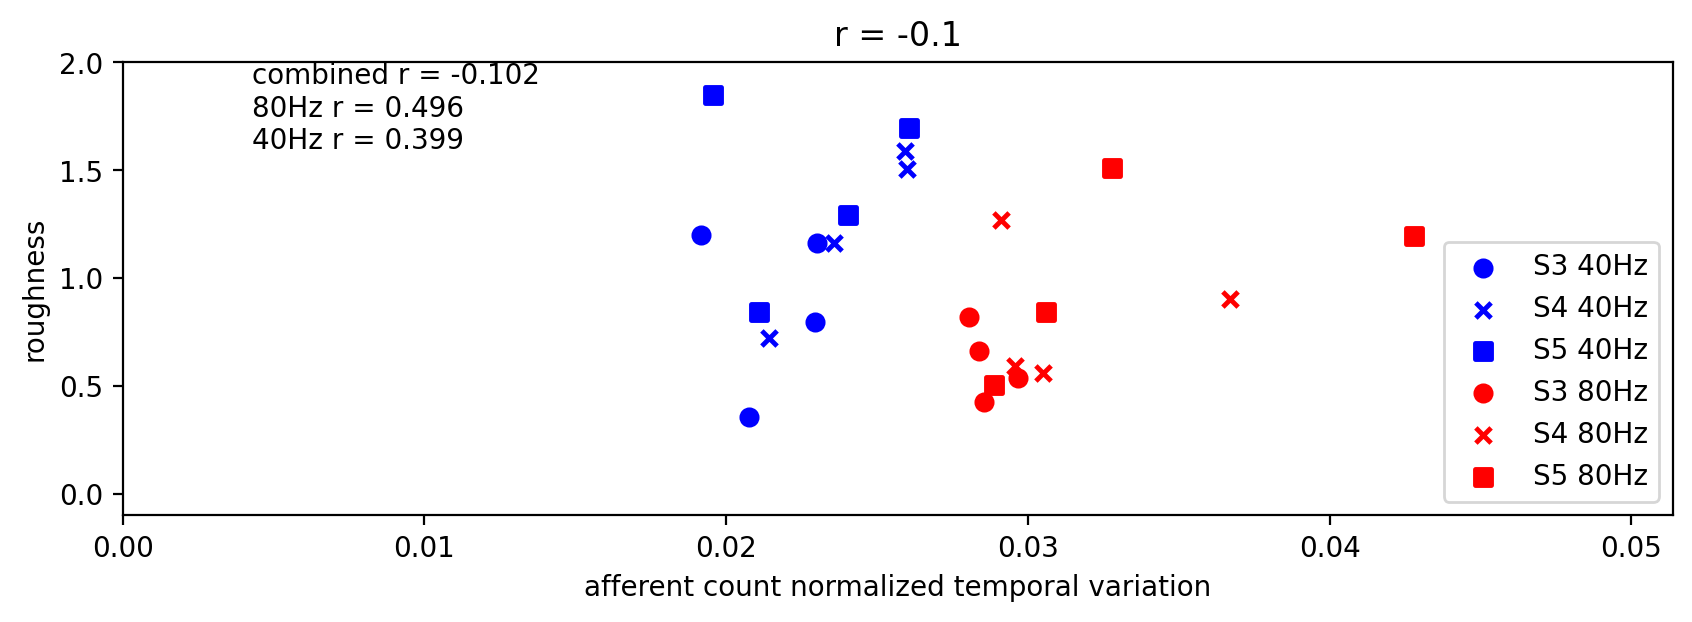 r = -0.1
combined r = -0.102
80Hz r = 0.496
40Hz r = 0.399
roughness
2.0
1.5
1.0
0.5
0.0
S3 40Hz
S4 40Hz
S5 40Hz
S3 80Hz
S4 80Hz
S5 80Hz
0.00 0.01 0.02 0.03 0.04 0.05
afferent count normalized temporal variation